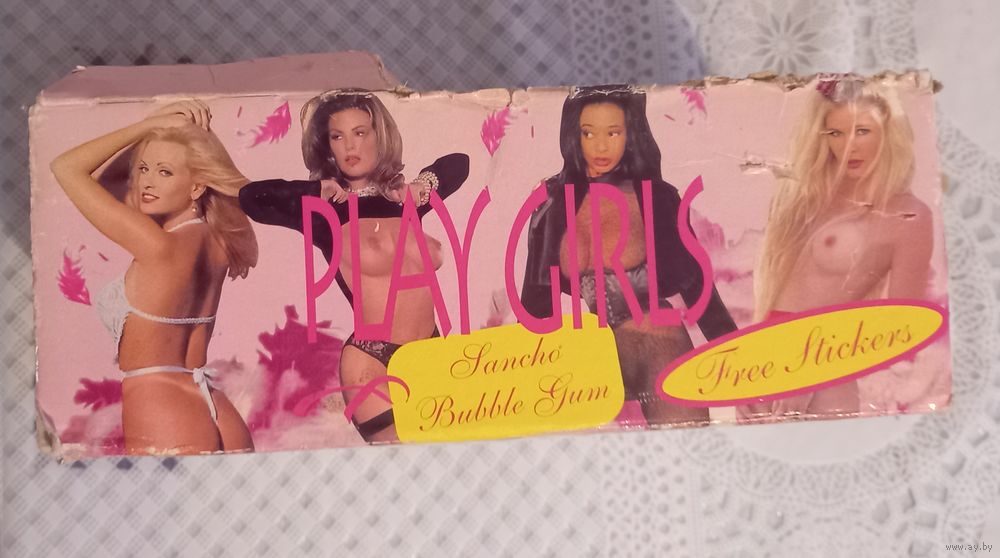 PLAY GIRLS
Sancho
Bubble Gum
Free Stickers
www.ay.by